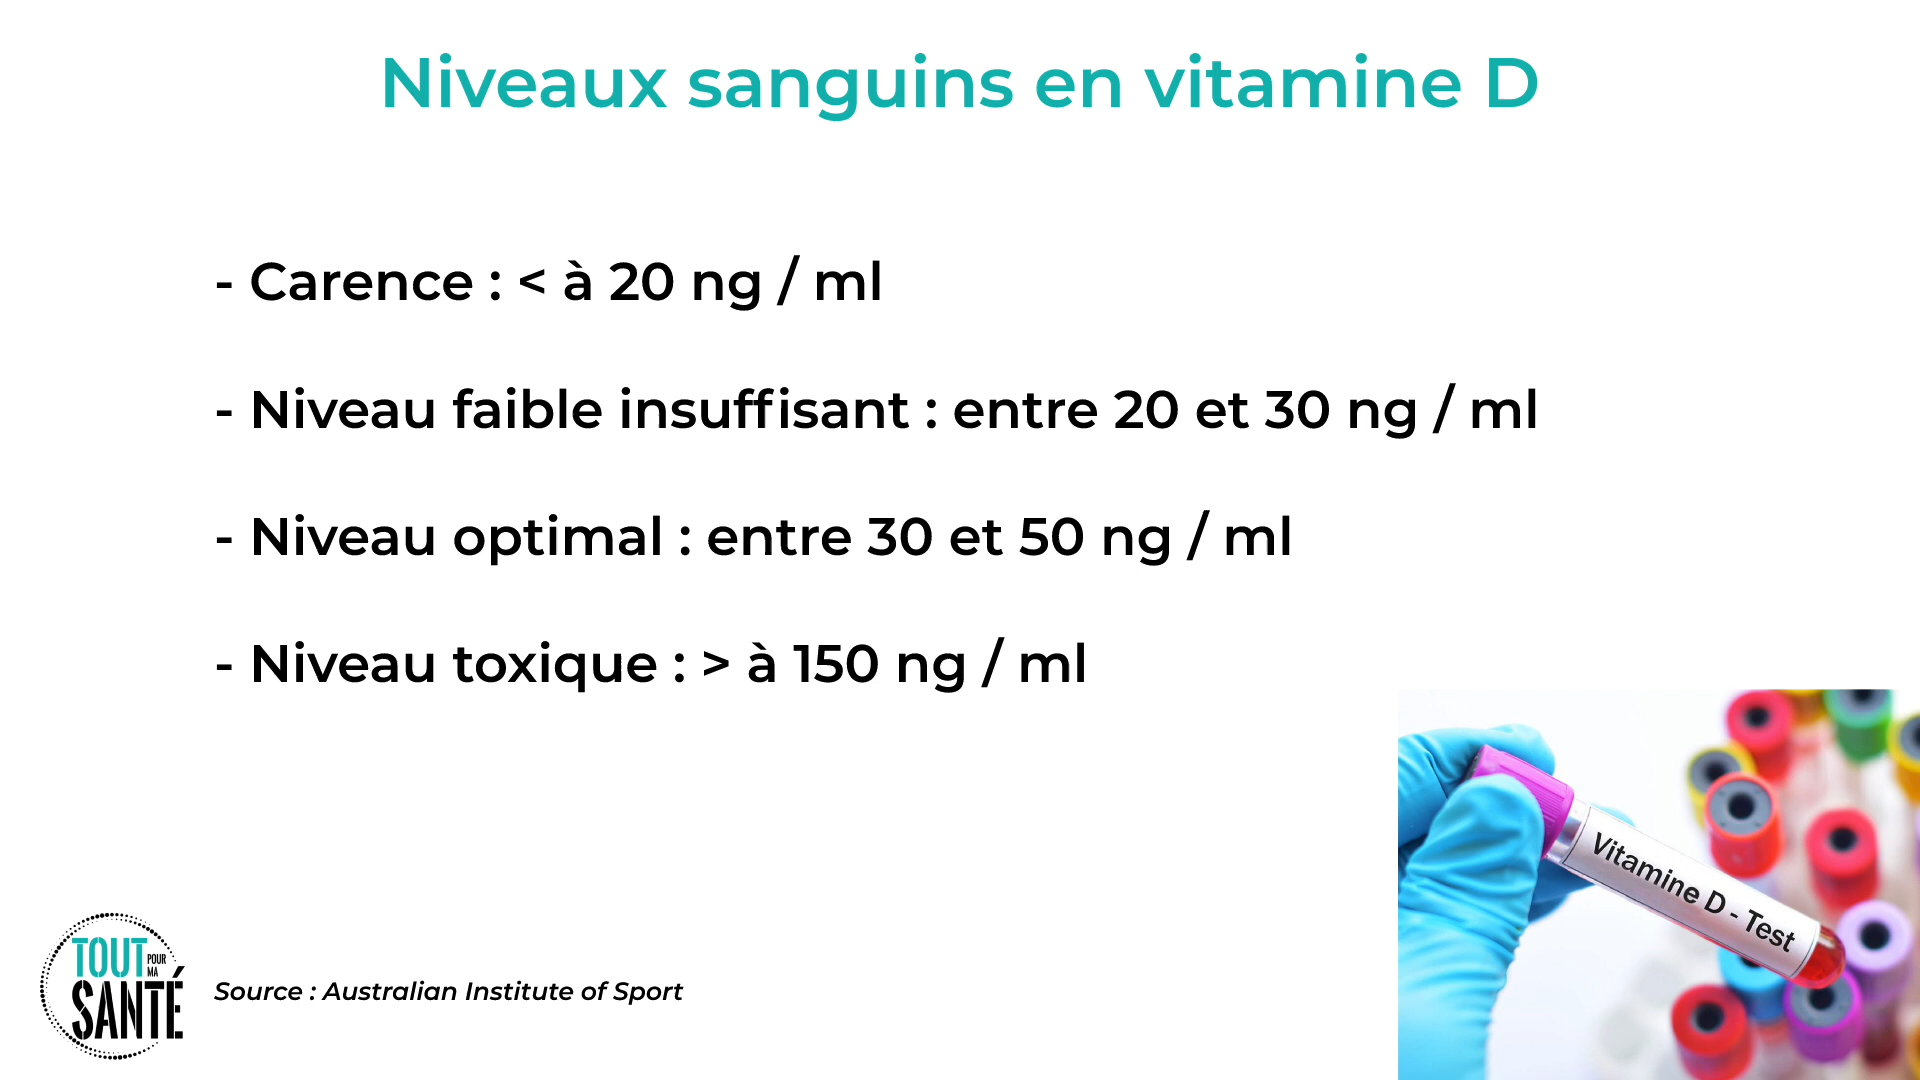 Niveaux sanguins en vitamine D
- Carence : < à 20 ng / ml
- Niveau faible insuffisant : entre 20 et 30 ng / ml
- Niveau optimal : entre 30 et 50 ng / ml
- Niveau toxique : > à 150 ng / ml
Vitamine D - Test
TOUT POUR
MA
SANTÉ
Source : Australian Institute of Sport